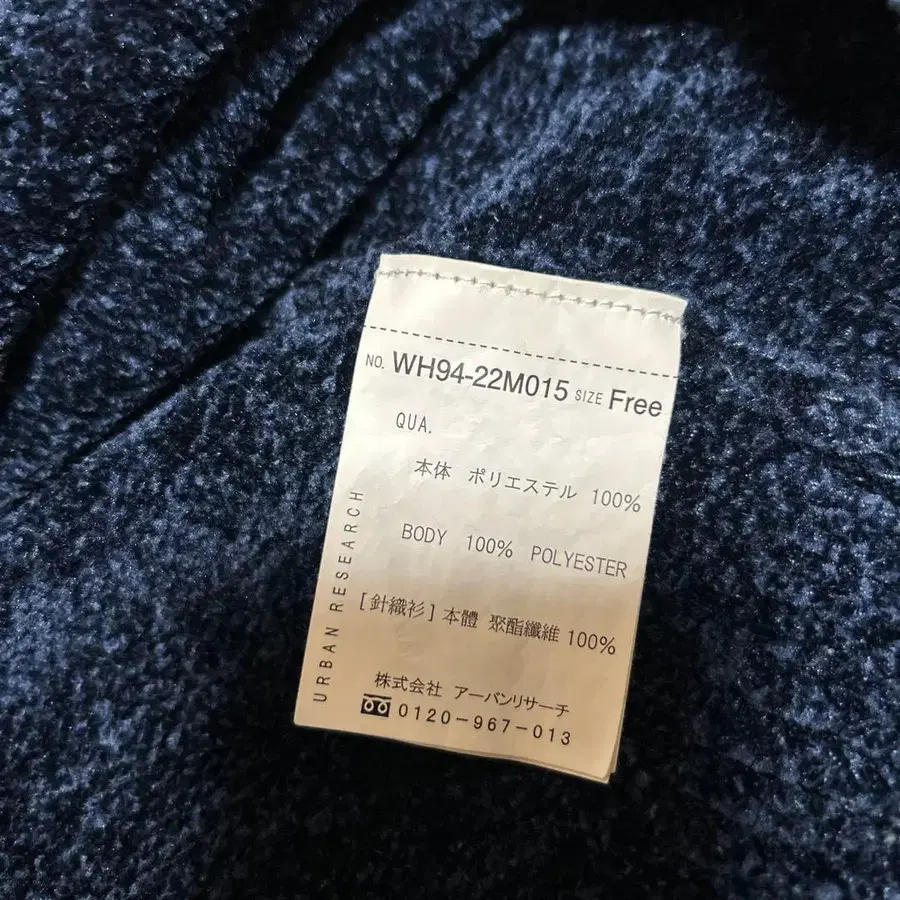 NO. WH94-22M015 SIZE Free
QUA.
本体 ポリエステル 100%
BODY 100% POLYESTER
[針織衫]本體 聚酯纖維 100%
株式会社 アーバンリサーチ
0120-967-013
URBAN RESEARCH